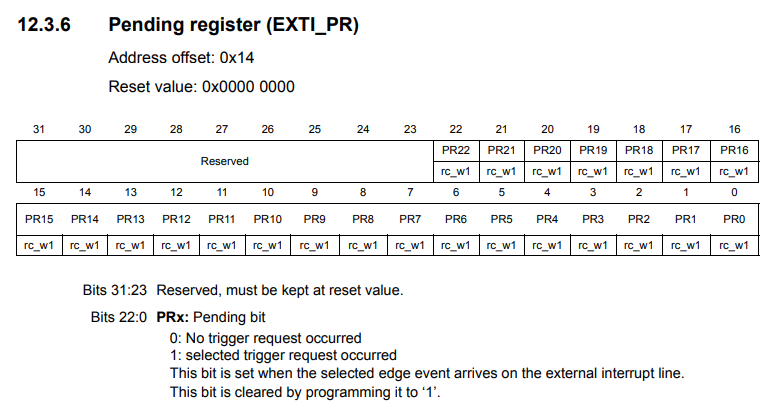 12.3.6 Pending register (EXTI_PR)
Address offset: 0x14
Reset value: 0x0000 0000
31 30 29 28 27 26 25 24 23 22 21 20 19 18 17 16
Reserved PR22 PR21 PR20 PR19 PR18 PR17 PR16
rc_w1 rc_w1 rc_w1 rc_w1 rc_w1 rc_w1 rc_w1
15 14 13 12 11 10 9 8 7 6 5 4 3 2 1 0
PR15 PR14 PR13 PR12 PR11 PR10 PR9 PR8 PR7 PR6 PR5 PR4 PR3 PR2 PR1 PR0
rc_w1 rc_w1 rc_w1 rc_w1 rc_w1 rc_w1 rc_w1 rc_w1 rc_w1 rc_w1 rc_w1 rc_w1 rc_w1 rc_w1 rc_w1 rc_w1
Bits 31:23 Reserved, must be kept at reset value.
Bits 22:0 PRx: Pending bit
0: No trigger request occurred
1: selected trigger request occurred
This bit is set when the selected edge event arrives on the external interrupt line.
This bit is cleared by programming it to ‘1’.